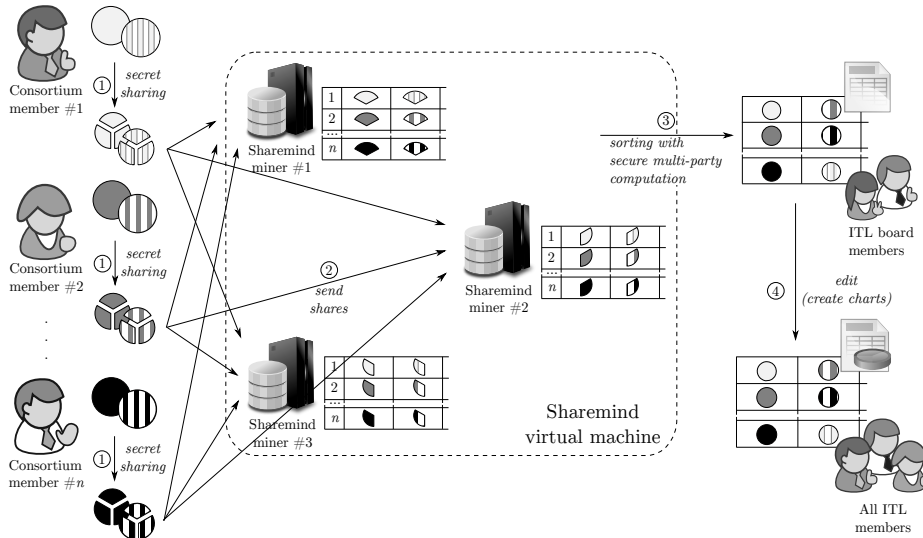 Consortium
member #1
1
secret
sharing
Consortium
member #2
1
secret
sharing
.
.
.
Consortium
member #n
1
secret
sharing
Sharemind
miner #1
1
2
...
n
2
send
shares
Sharemind
miner #2
1
2
...
n
Sharemind
miner #3
1
2
...
n
Sharemind
virtual machine
3
sorting with
secure multi-party
computation
ITL board
members
4
edit
(create charts)
All ITL
members